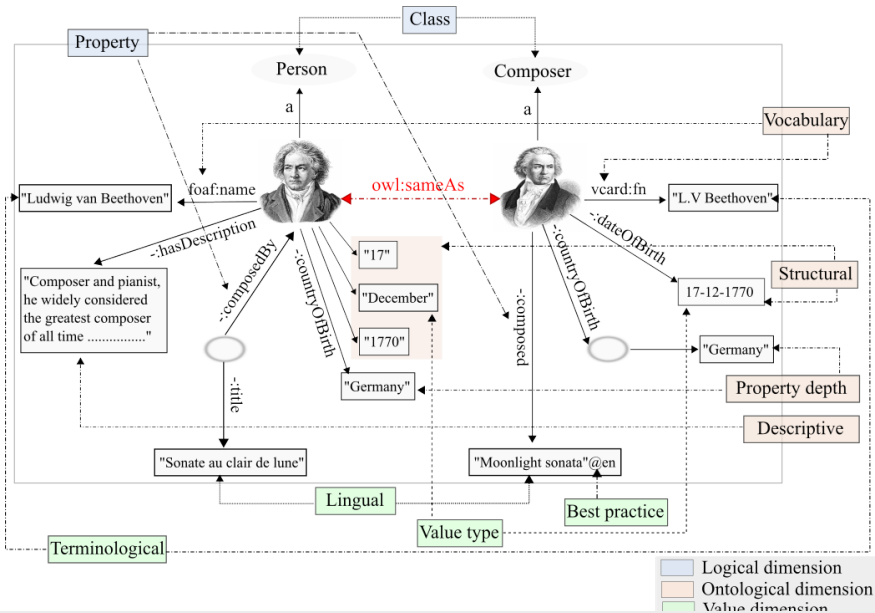 Class
Property
Person
Composer
a
a
Vocabulary
foaf:name
owl:sameAs
vcard:fn
"Ludwig van Beethoven"
"L.V Beethoven"
-:hasDescription
-:dateOfBirth
"Composer and pianist,
he widely considered
the greatest composer
of all time ................"
-:composedBy
-:countryOfBirth
"17"
"December"
"1770"
-:composed
-:countryOfBirth
Structural
17-12-1770
"Germany"
"Germany"
Property depth
-:title
Descriptive
"Sonate au clair de lune"
"Moonlight sonata"@en
Lingual
Best practice
Value type
Terminological
Logical dimension
Ontological dimension
Value dimension